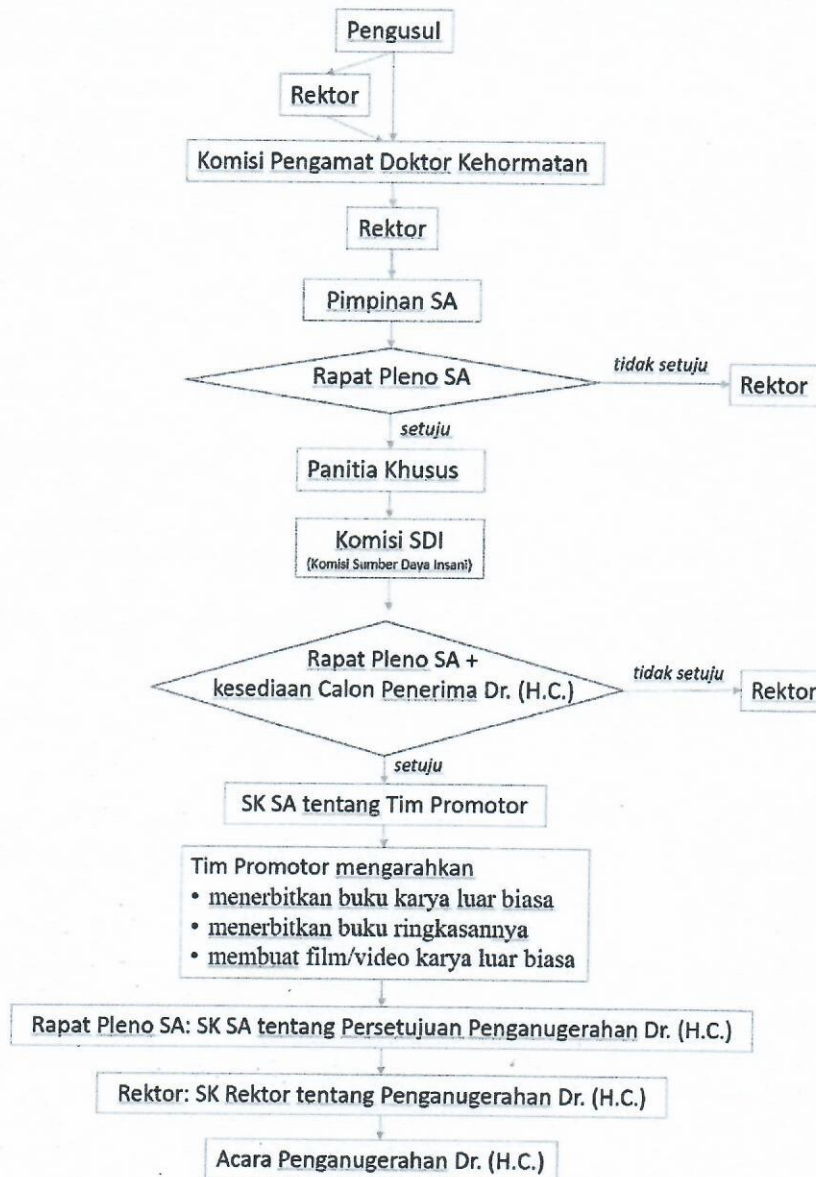 Pengusul
Rektor
Komisi Pengamat Doktor Kehormatan
Rektor
Pimpinan SA
Rapat Pleno SA
tidak setuju
Rektor
setuju
Panitia Khusus
Komisi SDI
(Komisi Sumber Daya Insani)
Rapat Pleno SA +
kesediaan Calon Penerima Dr. (H.C.)
tidak setuju
Rektor
setuju
SK SA tentang Tim Promotor
Tim Promotor mengarahkan
• menerbitkan buku karya luar biasa
• menerbitkan buku ringkasannya
• membuat film/video karya luar biasa
Rapat Pleno SA: SK SA tentang Persetujuan Penganugerahan Dr. (H.C.)
Rektor: SK Rektor tentang Penganugerahan Dr. (H.C.)
Acara Penganugerahan Dr. (H.C.)